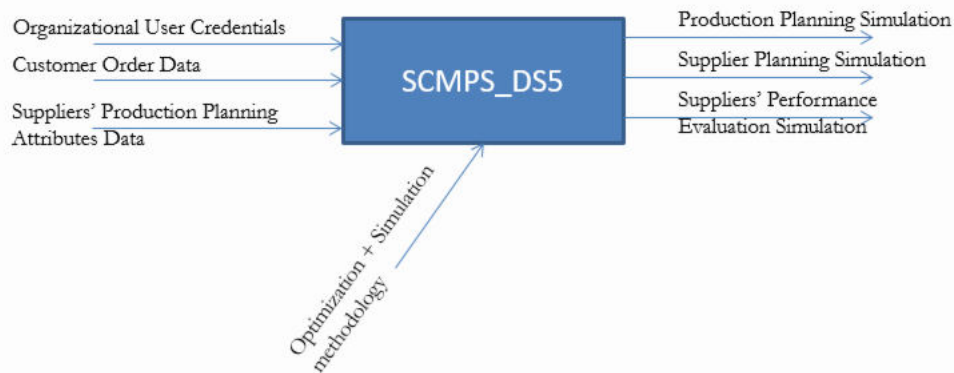 Organizational User Credentials
Customer Order Data
Suppliers' Production Planning
Attributes Data
SCMPS_DS5
Production Planning Simulation
Supplier Planning Simulation
Suppliers' Performance
Evaluation Simulation
Optimization + Simulation
methodology